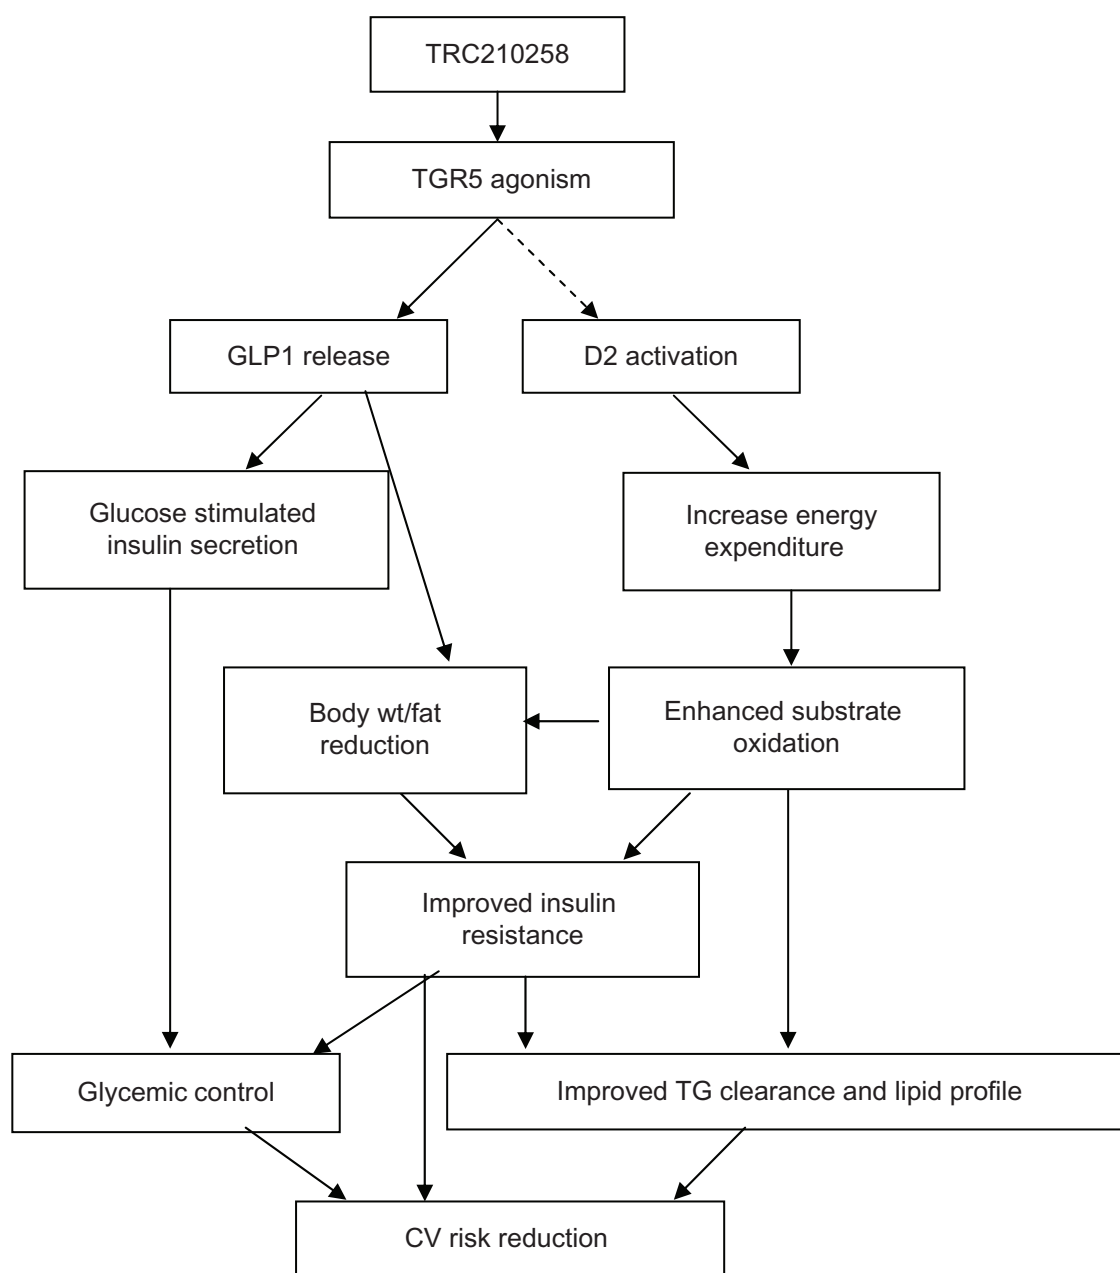 TRC210258
TGR5 agonism
GLP1 release
D2 activation
Glucose stimulated
insulin secretion
Increase energy
expenditure
Body wt/fat
reduction
Enhanced substrate
oxidation
Improved insulin
resistance
Glycemic control
Improved TG clearance and lipid profile
CV risk reduction